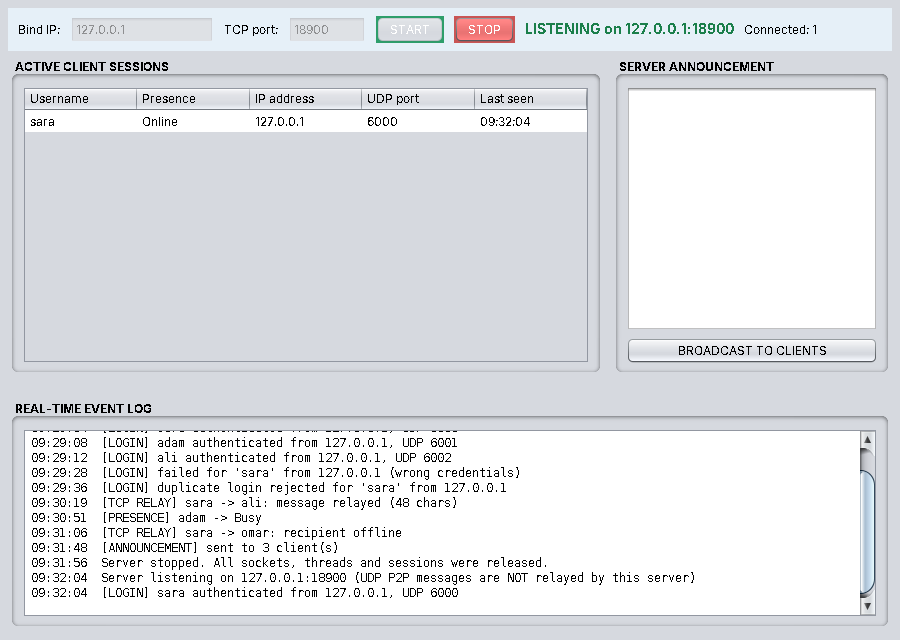 Bind IP: 127.0.0.1 TCP port: 18900 START STOP LISTENING on 127.0.0.1:18900 Connected: 1
ACTIVE CLIENT SESSIONS
Username Presence IP address UDP port Last seen
sara Online 127.0.0.1 6000 09:32:04
SERVER ANNOUNCEMENT
BROADCAST TO CLIENTS
REAL-TIME EVENT LOG
09:29:08 [LOGIN] adam authenticated from 127.0.0.1, UDP 6001
09:29:12 [LOGIN] ali authenticated from 127.0.0.1, UDP 6002
09:29:28 [LOGIN] failed for 'sara' from 127.0.0.1 (wrong credentials)
09:29:36 [LOGIN] duplicate login rejected for 'sara' from 127.0.0.1
09:30:19 [TCP RELAY] sara -> ali: message relayed (48 chars)
09:30:51 [PRESENCE] adam -> Busy
09:31:06 [TCP RELAY] sara -> omar: recipient offline
09:31:48 [ANNOUNCEMENT] sent to 3 client(s)
09:31:56 Server stopped. All sockets, threads and sessions were released.
09:32:04 Server listening on 127.0.0.1:18900 (UDP P2P messages are NOT relayed by this server)
09:32:04 [LOGIN] sara authenticated from 127.0.0.1, UDP 6000